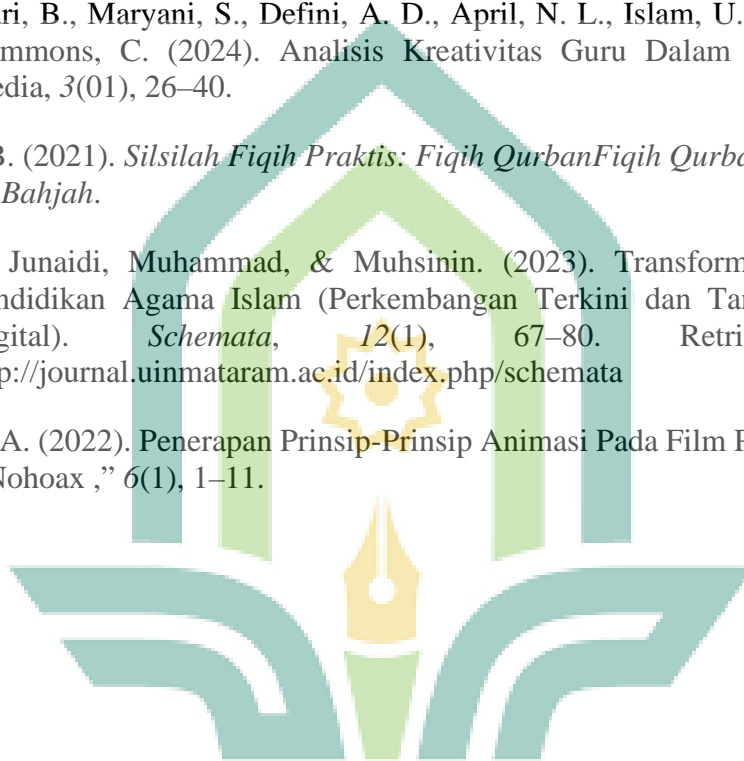 ri, B., Maryani, S., Defini, A. D., April, N. L., Islam, U.
mmons, C. (2024). Analisis Kreativitas Guru Dalam
edia, 3(01), 26–40.
B. (2021). Silsilah Fiqih Praktis: Fiqih QurbanFiqih Qurba
Bahjah.
Junaidi, Muhammad, & Muhsinin. (2023). Transform
ndidikan Agama Islam (Perkembangan Terkini dan Tan
gital). Schemata, 12(1), 67–80. Retri
p://journal.uinmataram.ac.id/index.php/schemata
A. (2022). Penerapan Prinsip-Prinsip Animasi Pada Film
Nohoax ,” 6(1), 1–11.